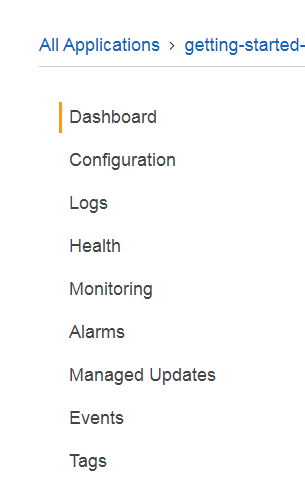 All Applications › getting-started-
Dashboard
Configuration
Logs
Health
Monitoring
Alarms
Managed Updates
Events
Tags